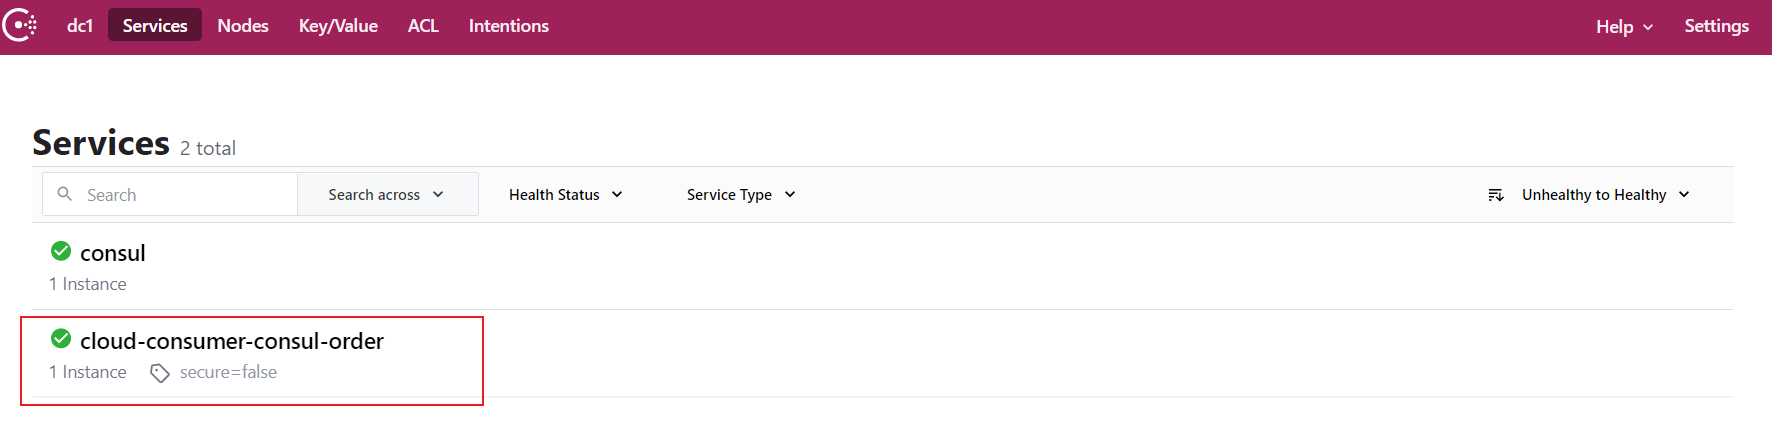 dc1 Services Nodes Key/Value ACL Intentions Help Settings
Services 2 total
Search Search across Health Status Service Type Unhealthy to Healthy
consul
1 Instance
cloud-consumer-consul-order
1 Instance secure=false